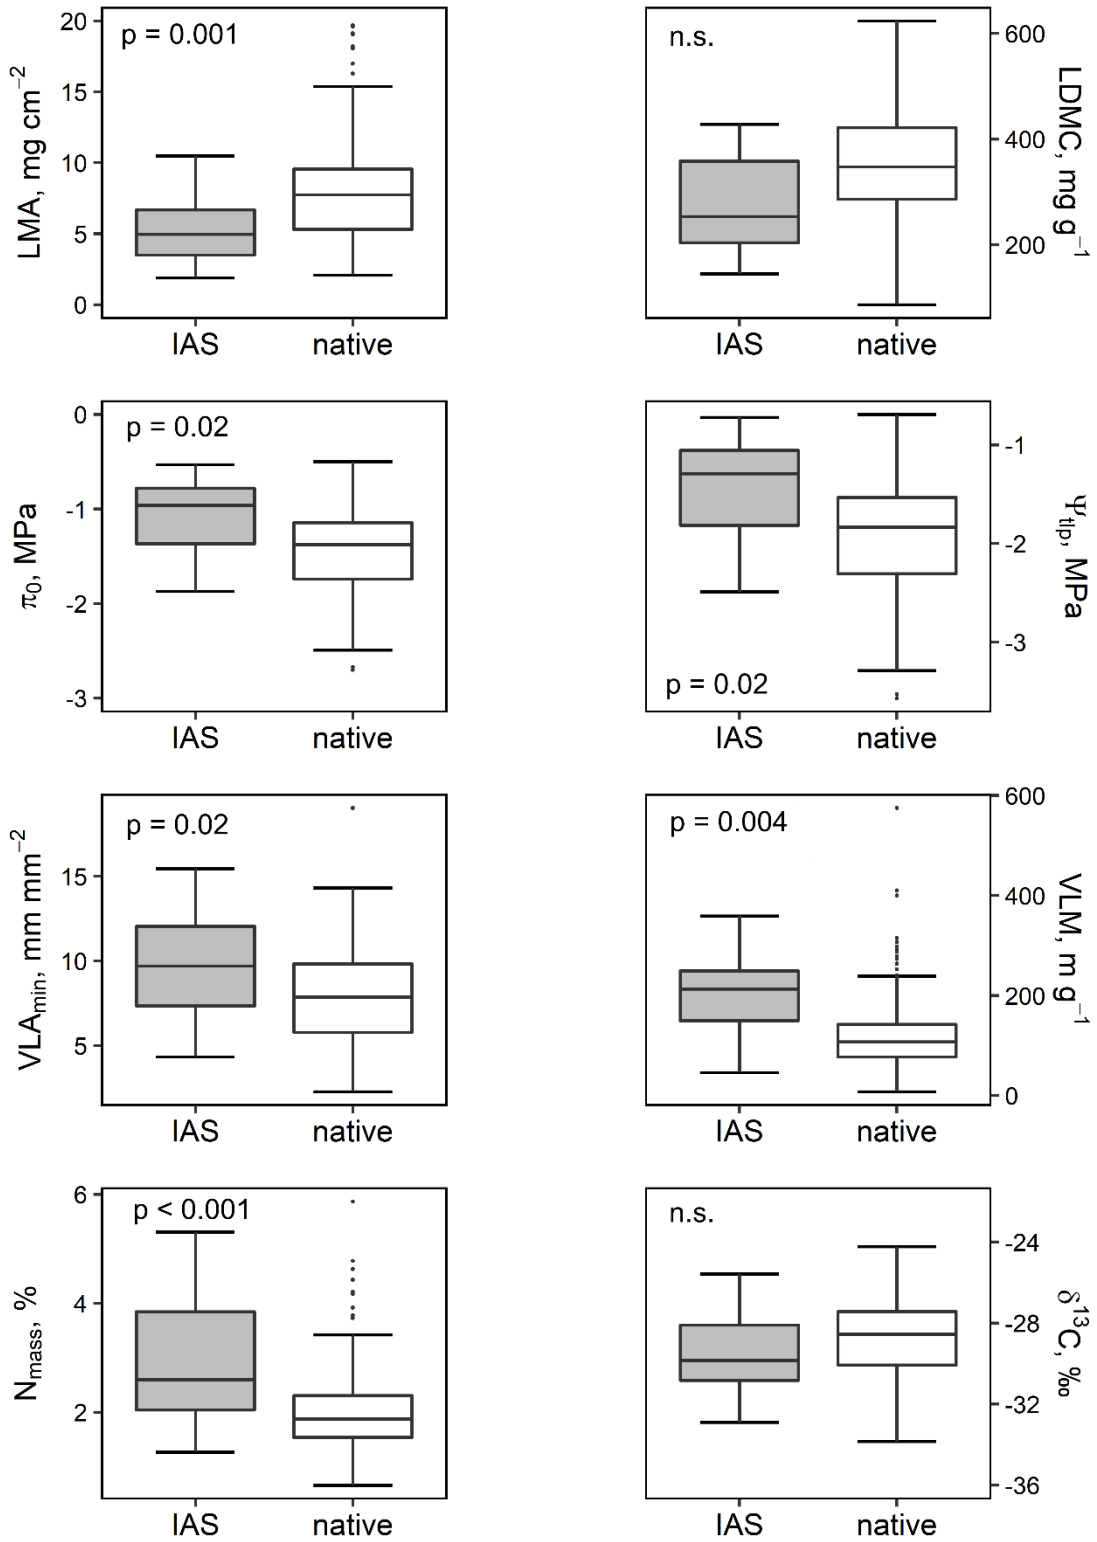 20
15
10
5
0
LMA, mg cm⁻²
p = 0.001
IAS
native
n.s.
600
400
200
LDMC, mg g⁻¹
IAS
native
0
-1
-2
-3
π₀, MPa
p = 0.02
IAS
native
-1
-2
-3
Ψtlp, MPa
p = 0.02
IAS
native
15
10
5
VLAmin, mm mm⁻²
p = 0.02
IAS
native
p = 0.004
600
400
200
0
VLM, m g⁻¹
IAS
native
6
4
2
Nmass, %
p < 0.001
IAS
native
n.s.
-24
-28
-32
-36
δ¹³C, ‰
IAS
native